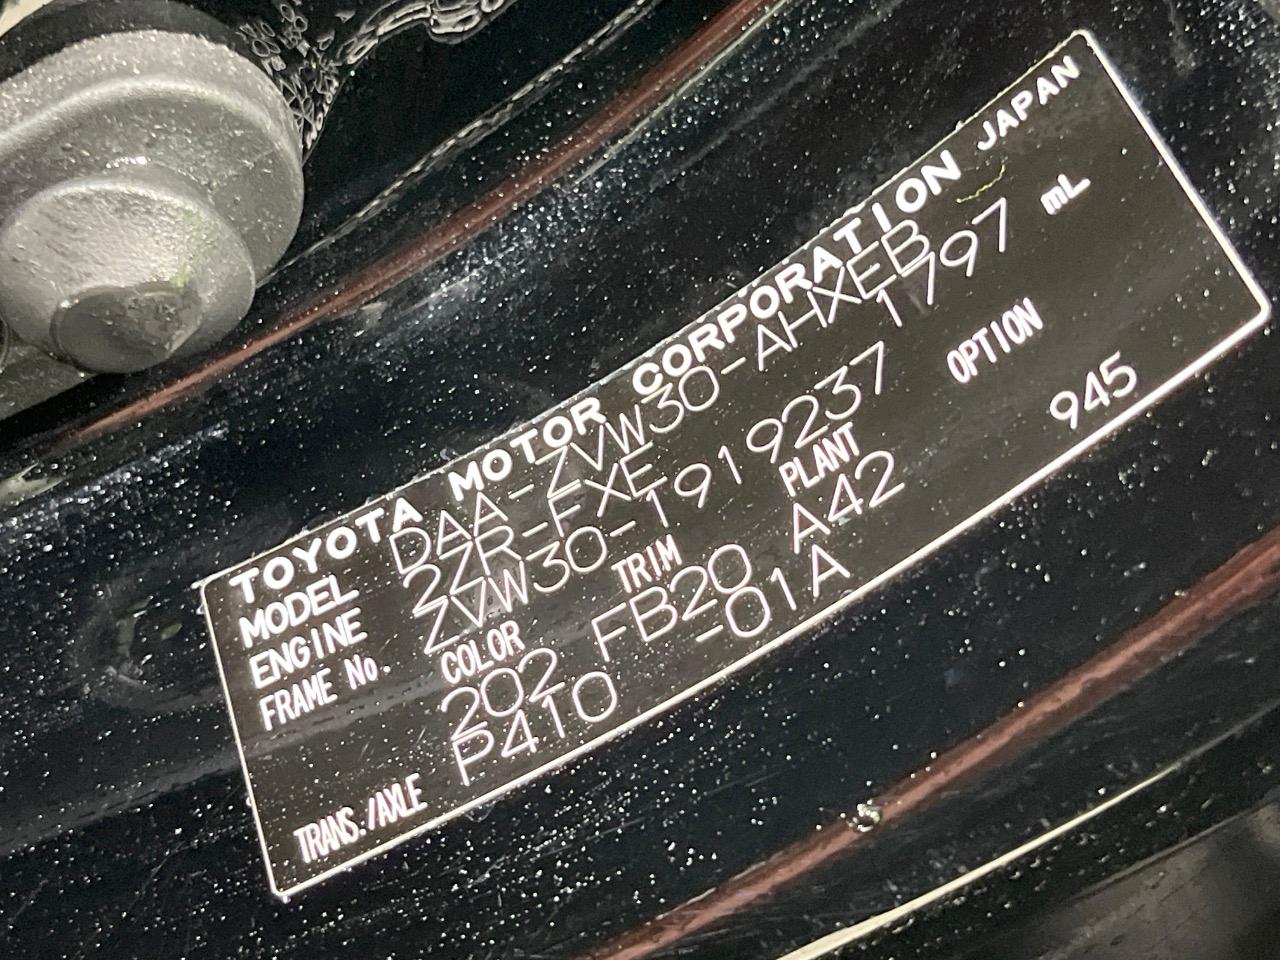 TOYOTA MOTOR CORPORATION JAPAN
MODEL DAA-ZVW30-AHXEB
ENGINE 2ZR-FXE 1797 mL
FRAME No. ZVW30-1919237
COLOR TRIM PLANT OPTION
202 FB20 A42 945
TRANS./AXLE P410 -01A